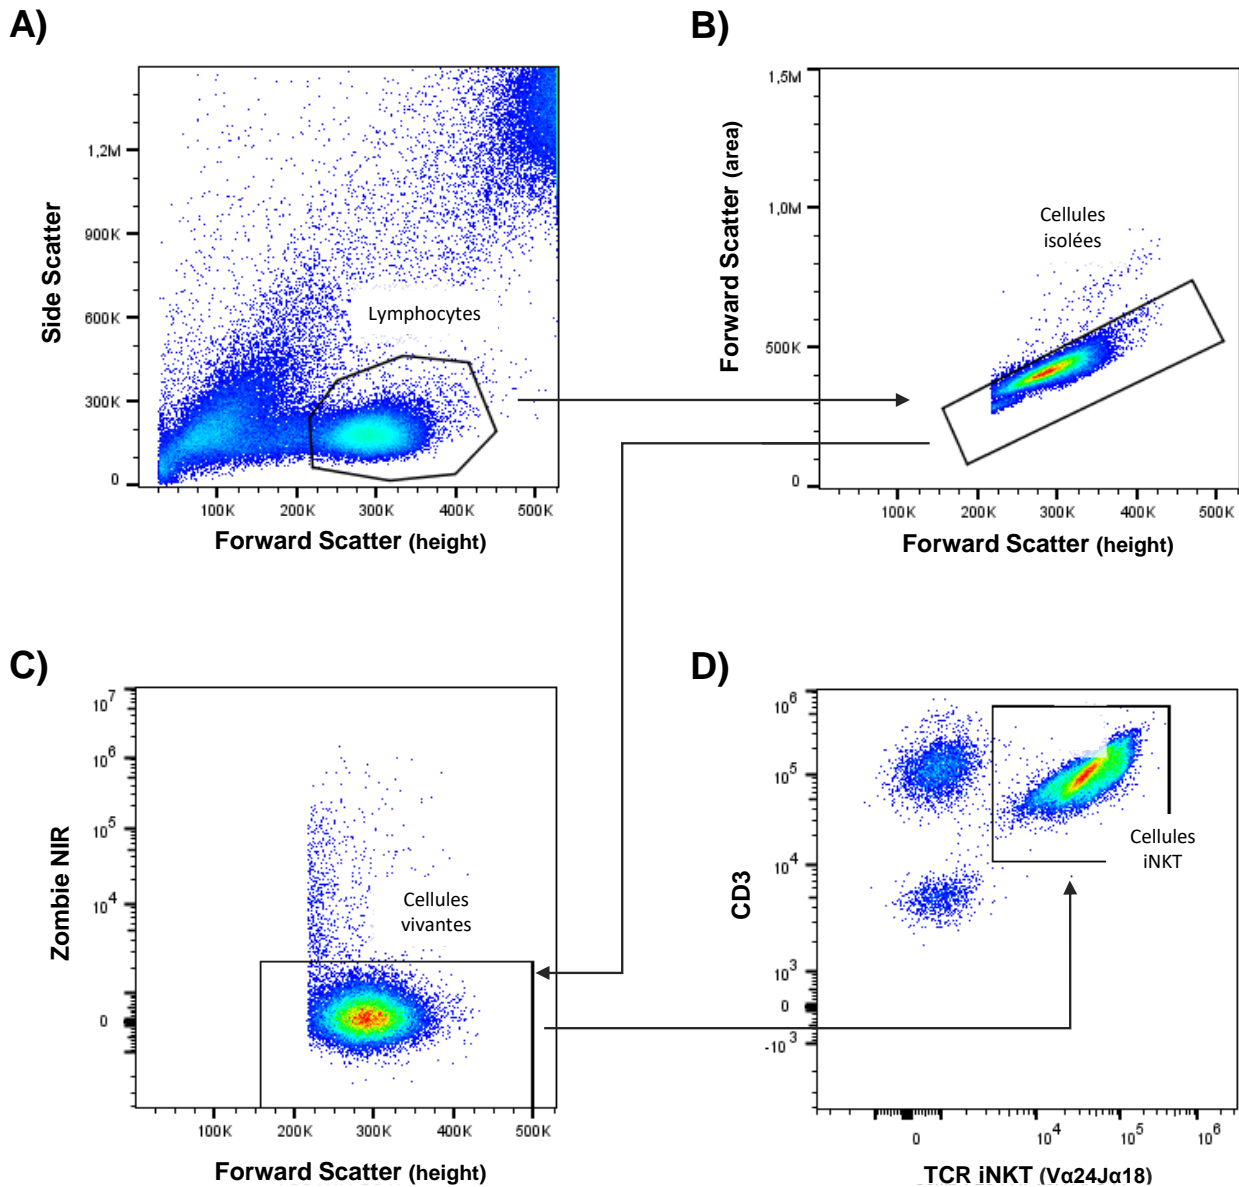 A)
Side Scatter
1,2M
900K
600K
300K
0
Lymphocytes
100K 200K 300K 400K 500K
Forward Scatter (height)
B)
Forward Scatter (area)
1,5M
1,0M
500K
0
Cellules
isolées
100K 200K 300K 400K 500K
Forward Scatter (height)
C)
Zombie NIR
10^7
10^6
10^5
10^4
0
Cellules
vivantes
100K 200K 300K 400K 500K
Forward Scatter (height)
D)
CD3
10^6
10^5
10^4
10^3
0
-10^3
Cellules
iNKT
0 10^4 10^5 10^6
TCR iNKT (Vα24Jα18)